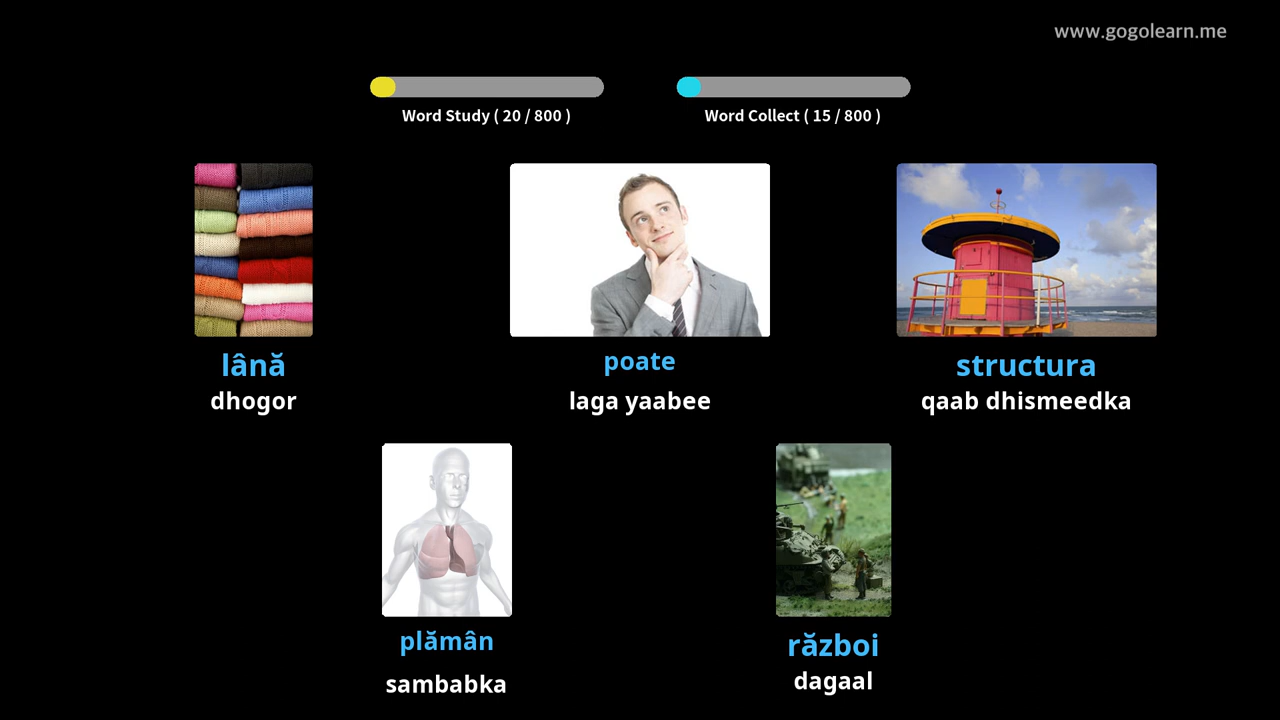 www.gogolearn.me
Word Study ( 20 / 800 )
Word Collect ( 15 / 800 )
lână
dhogor
poate
laga yaabee
structura
qaab dhismeedka
plămân
sambabka
război
dagaal